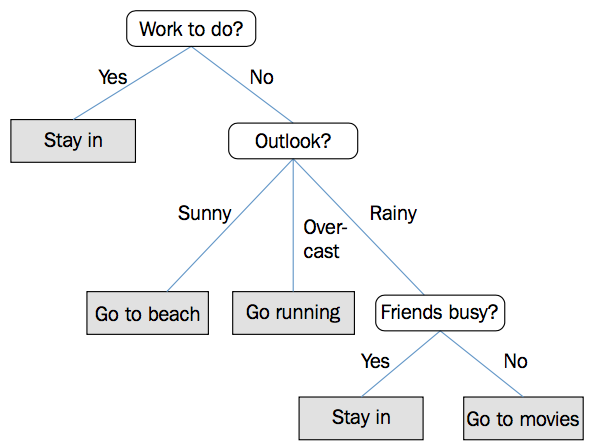 Work to do?
Yes
No
Stay in
Outlook?
Sunny
Over-
cast
Rainy
Go to beach
Go running
Friends busy?
Yes
No
Stay in
Go to movies